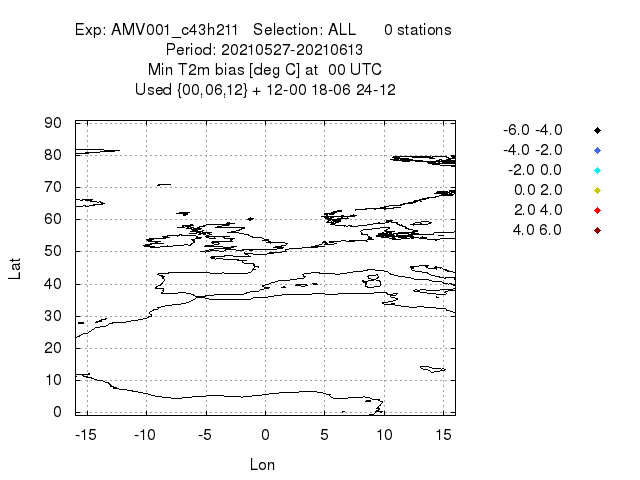 Exp: AMV001_c43h211 Selection: ALL 0 stations
Period: 20210527-20210613
Min T2m bias [deg C] at 00 UTC
Used {00,06,12} + 12-00 18-06 24-12
90
80
70
60
50
40
30
20
10
0
-15 -10 -5 0 5 10 15
Lat
Lon
-6.0 -4.0
-4.0 -2.0
-2.0 0.0
0.0 2.0
2.0 4.0
4.0 6.0